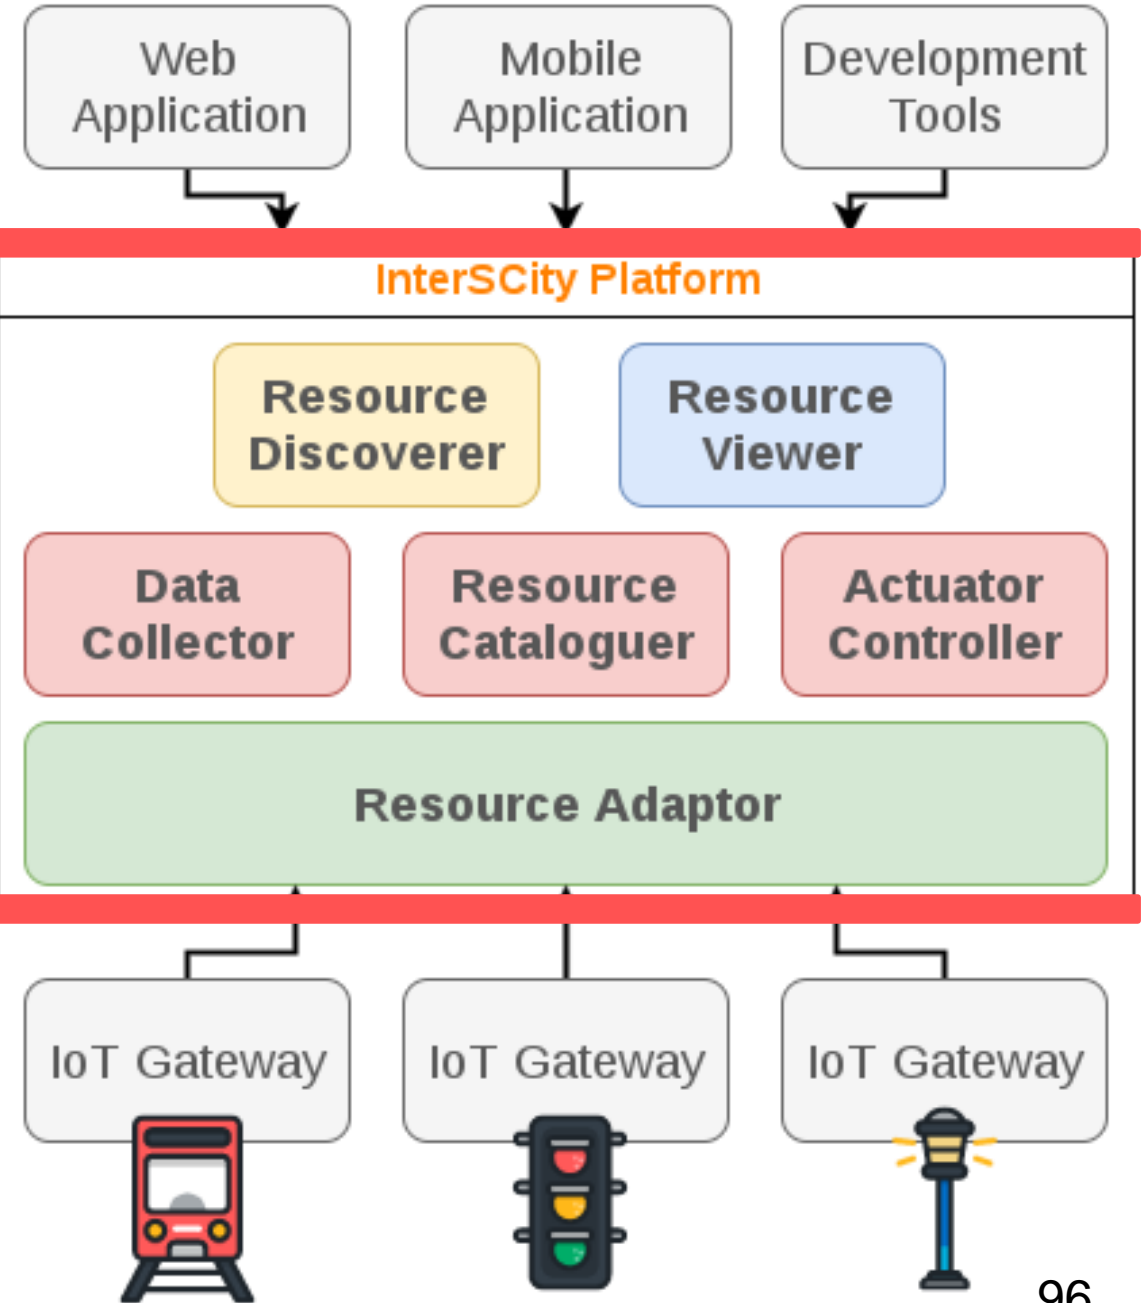 Web
Application
Mobile
Application
Development
Tools
InterSCity Platform
Resource
Discoverer
Resource
Viewer
Data
Collector
Resource
Cataloguer
Actuator
Controller
Resource Adaptor
IoT Gateway
IoT Gateway
IoT Gateway
96